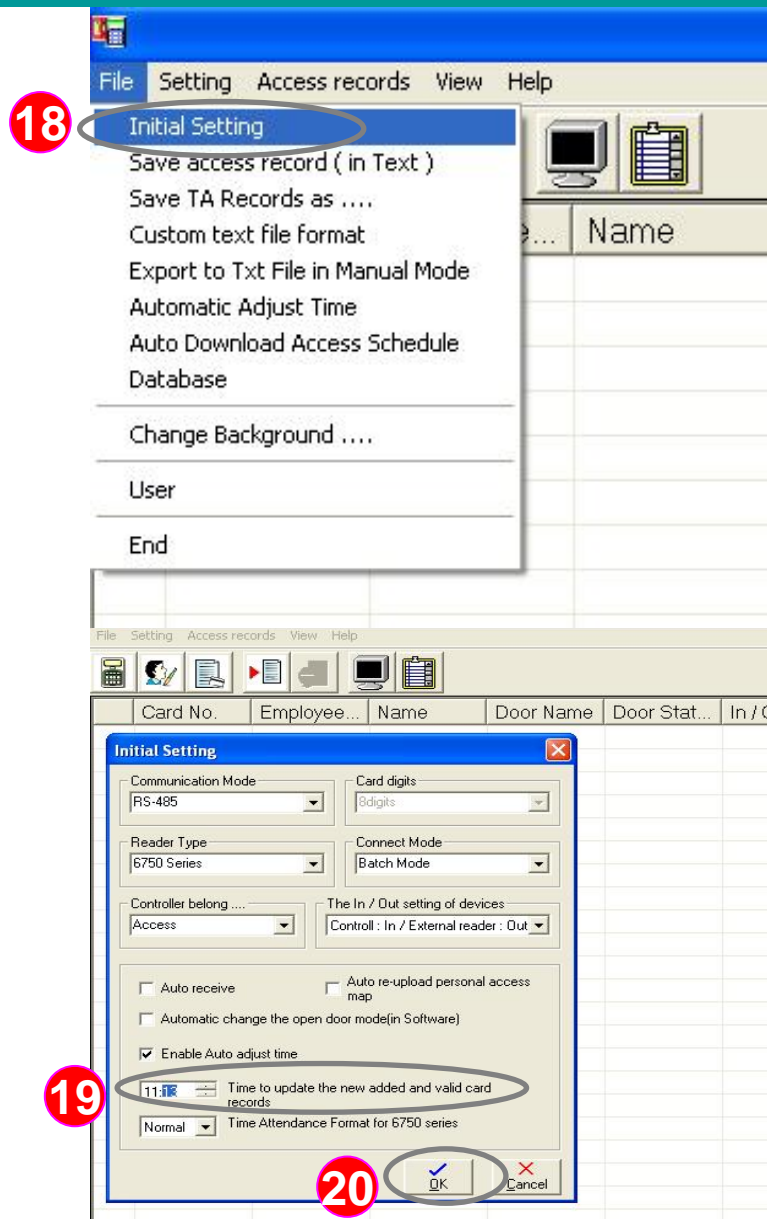 File Setting Access records View Help
18
Initial Setting
Save access record ( in Text )
Save TA Records as ....
Custom text file format
Export to Txt File in Manual Mode
Automatic Adjust Time
Auto Download Access Schedule
Database
Change Background ....
User
End
e... Name
File Setting Access records View Help
Card No. Employee... Name Door Name Door Stat... In / 
Initial Setting
Communication Mode Card digits
RS-485 8digits
Reader Type Connect Mode
6750 Series Batch Mode
Controller belong .... The In / Out setting of devices
Access Controll : In / External reader : Out
Auto receive Auto re-upload personal access
map
Automatic change the open door mode(in Software)
Enable Auto adjust time
19
11:13 Time to update the new added and valid card
records
Normal Time Attendance Format for 6750 series
20
OK Cancel